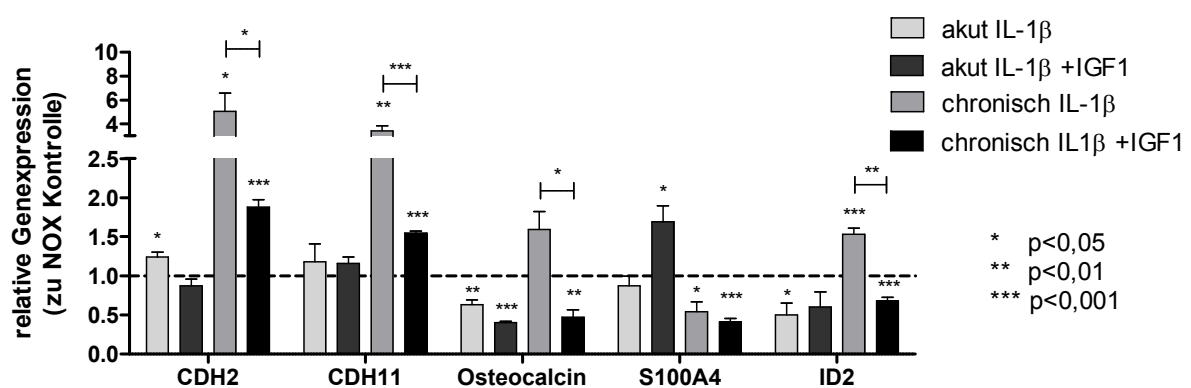 akut IL-1β
akut IL-1β +IGF1
chronisch IL-1β
chronisch IL1β +IGF1
relative Genexpression
(zu NOX Kontrolle)
10
8
6
4
2.5
2.0
1.5
1.0
0.5
0.0
* *** * ** * * **
* *** *** *** ** *** ** * *** * ***
CDH2 CDH11 Osteocalcin S100A4 ID2
* p<0,05
** p<0,01
*** p<0,001